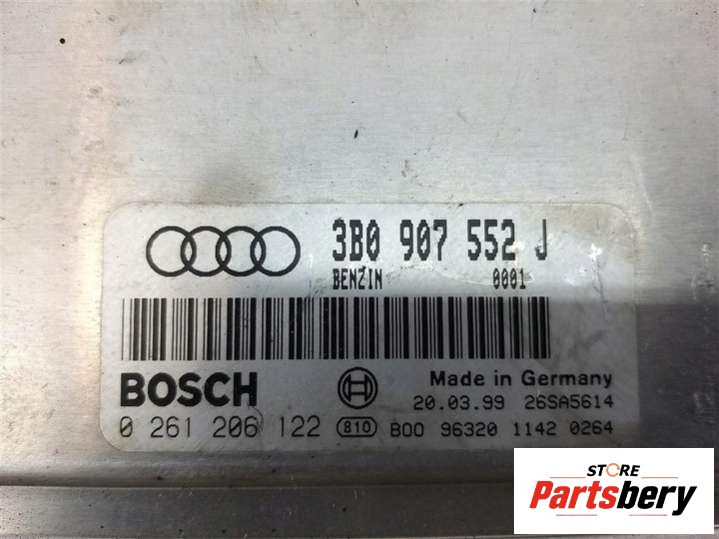 3B0 907 552 J
BENZIN 0001
BOSCH
Made in Germany
20.03.99 26SA5614
0 261 206 122 810 B00 96320 1142 0264
STORE
Partsbery